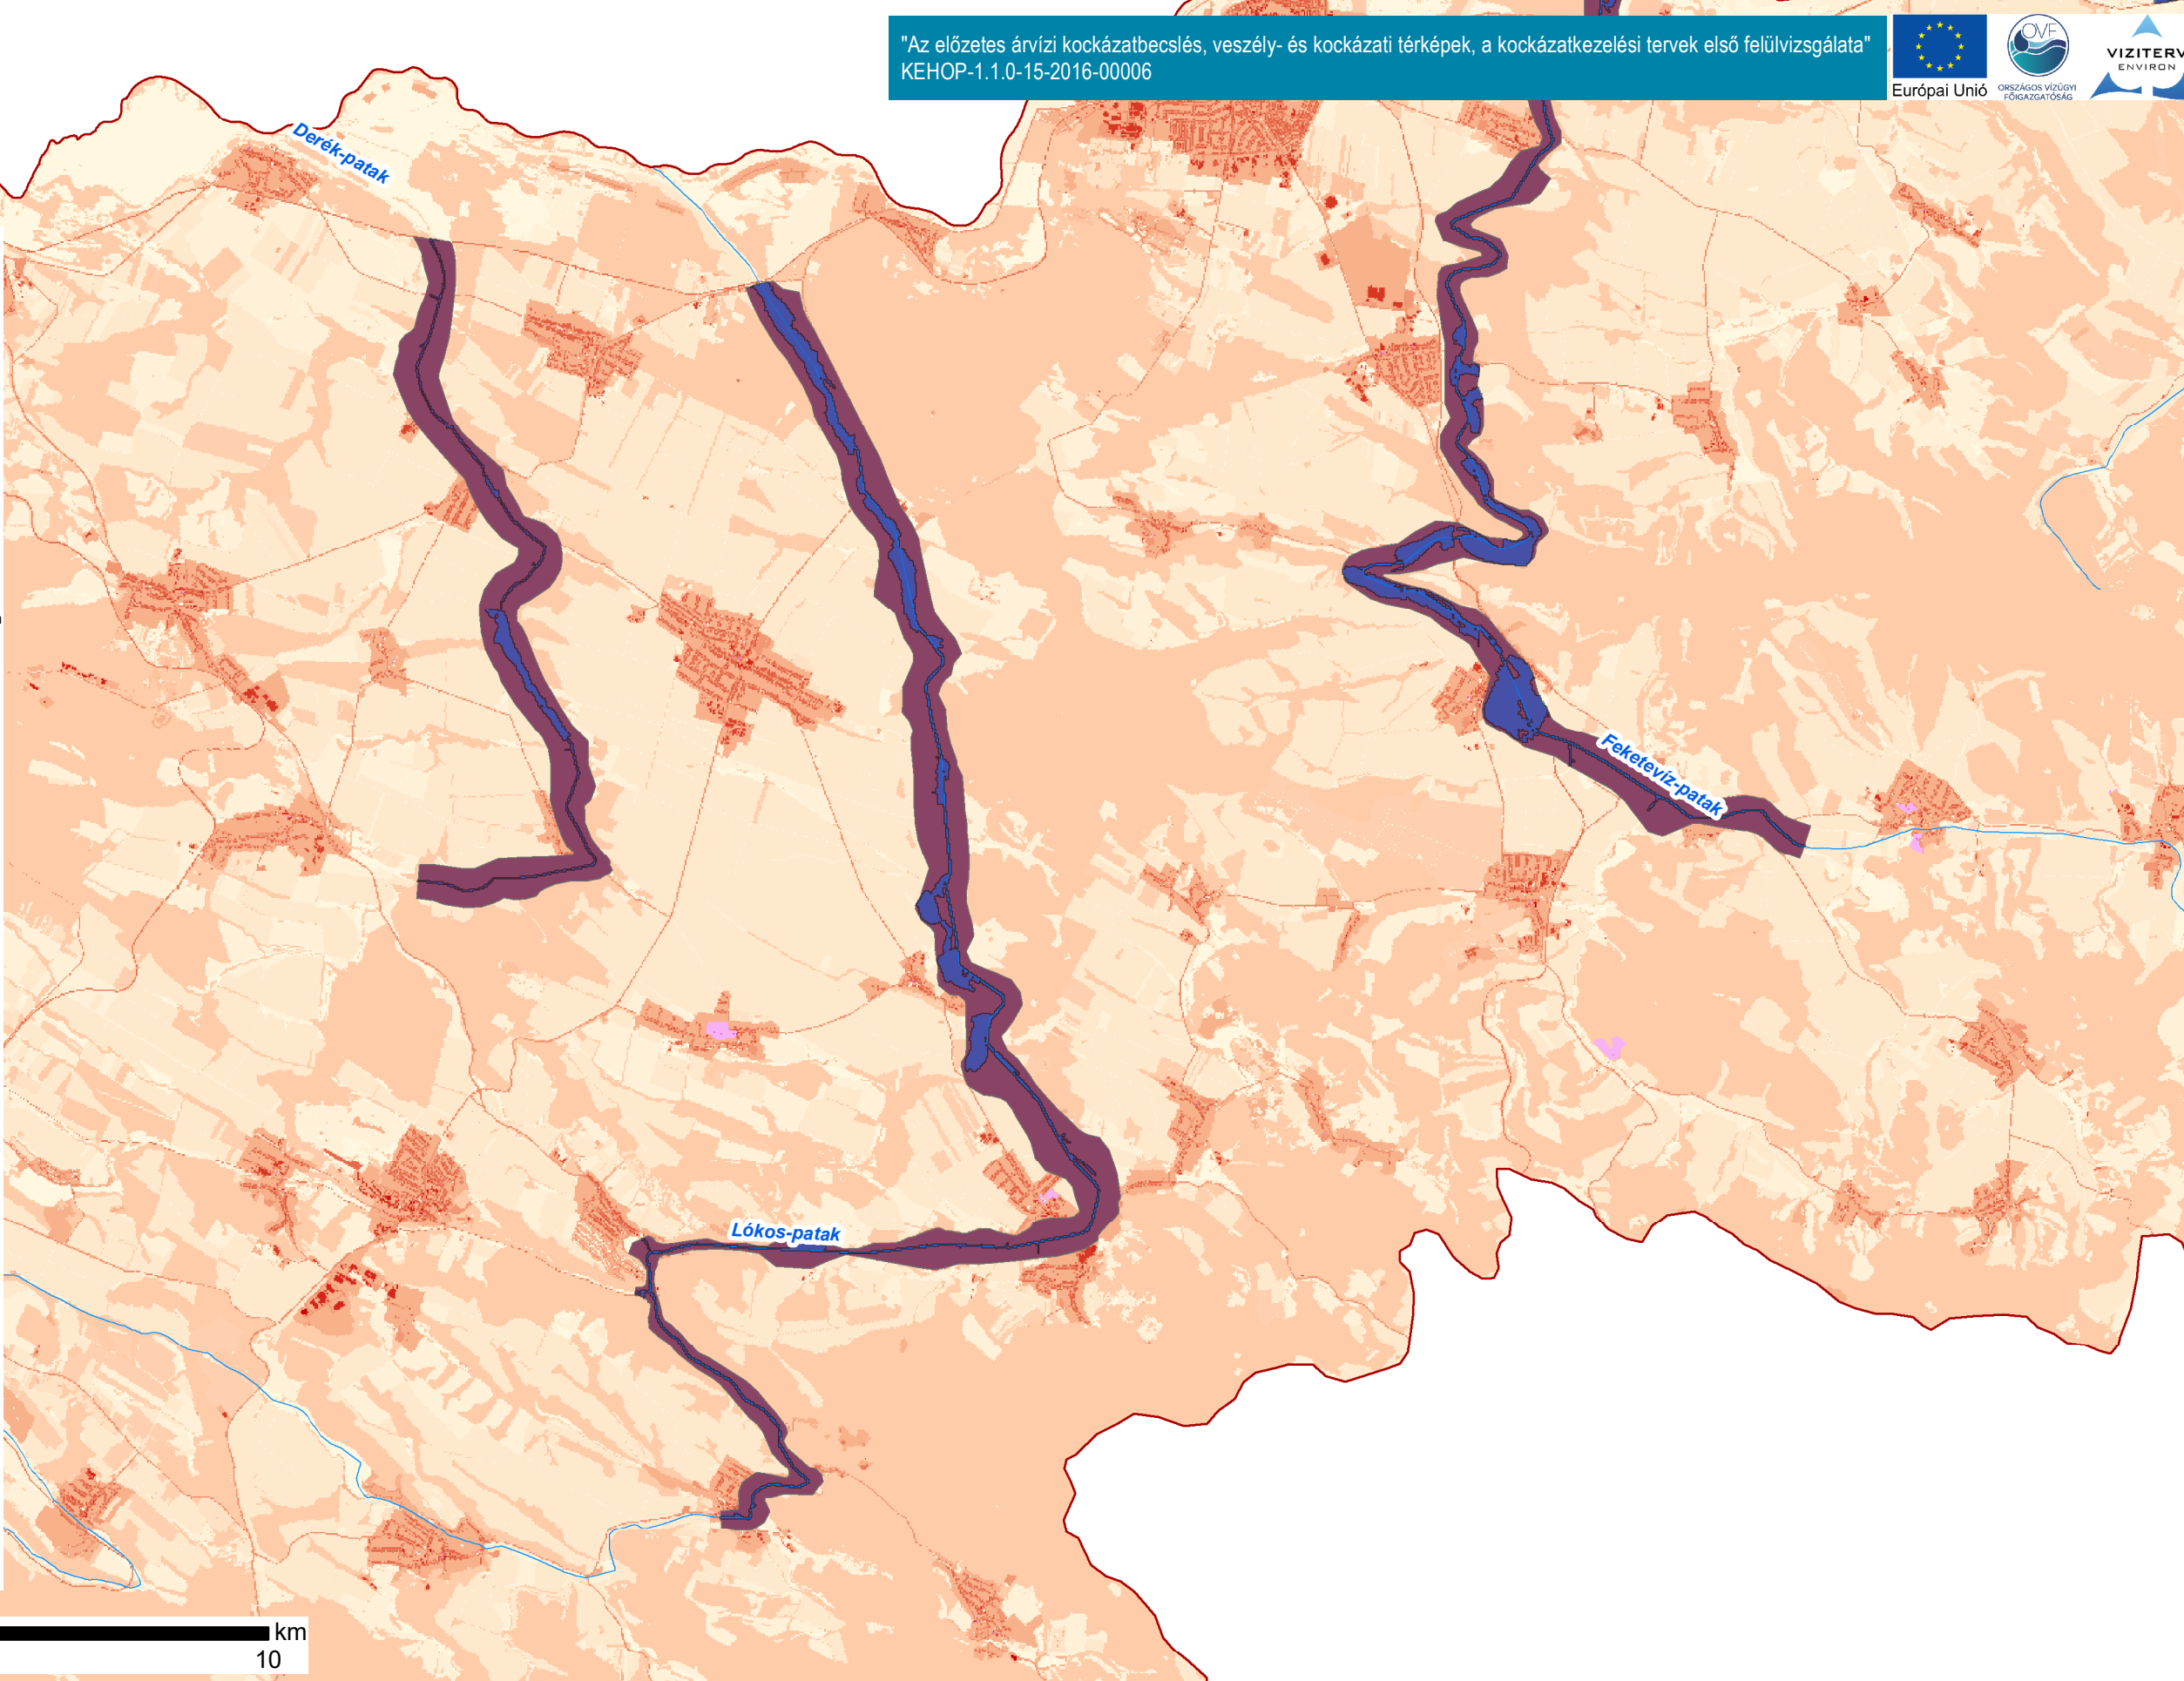 "Az előzetes árvízi kockázatbecslés, veszély- és kockázati térképek, a kockázatkezelési tervek első felülvizsgálata"
KEHOP-1.1.0-15-2016-00006
Európai Unió
OVF
ORSZÁGOS VÍZÜGYI
FŐIGAZGATÓSÁG
VIZITERV
ENVIRON
Derék-patak
Feketevíz-patak
Lókos-patak
km
10